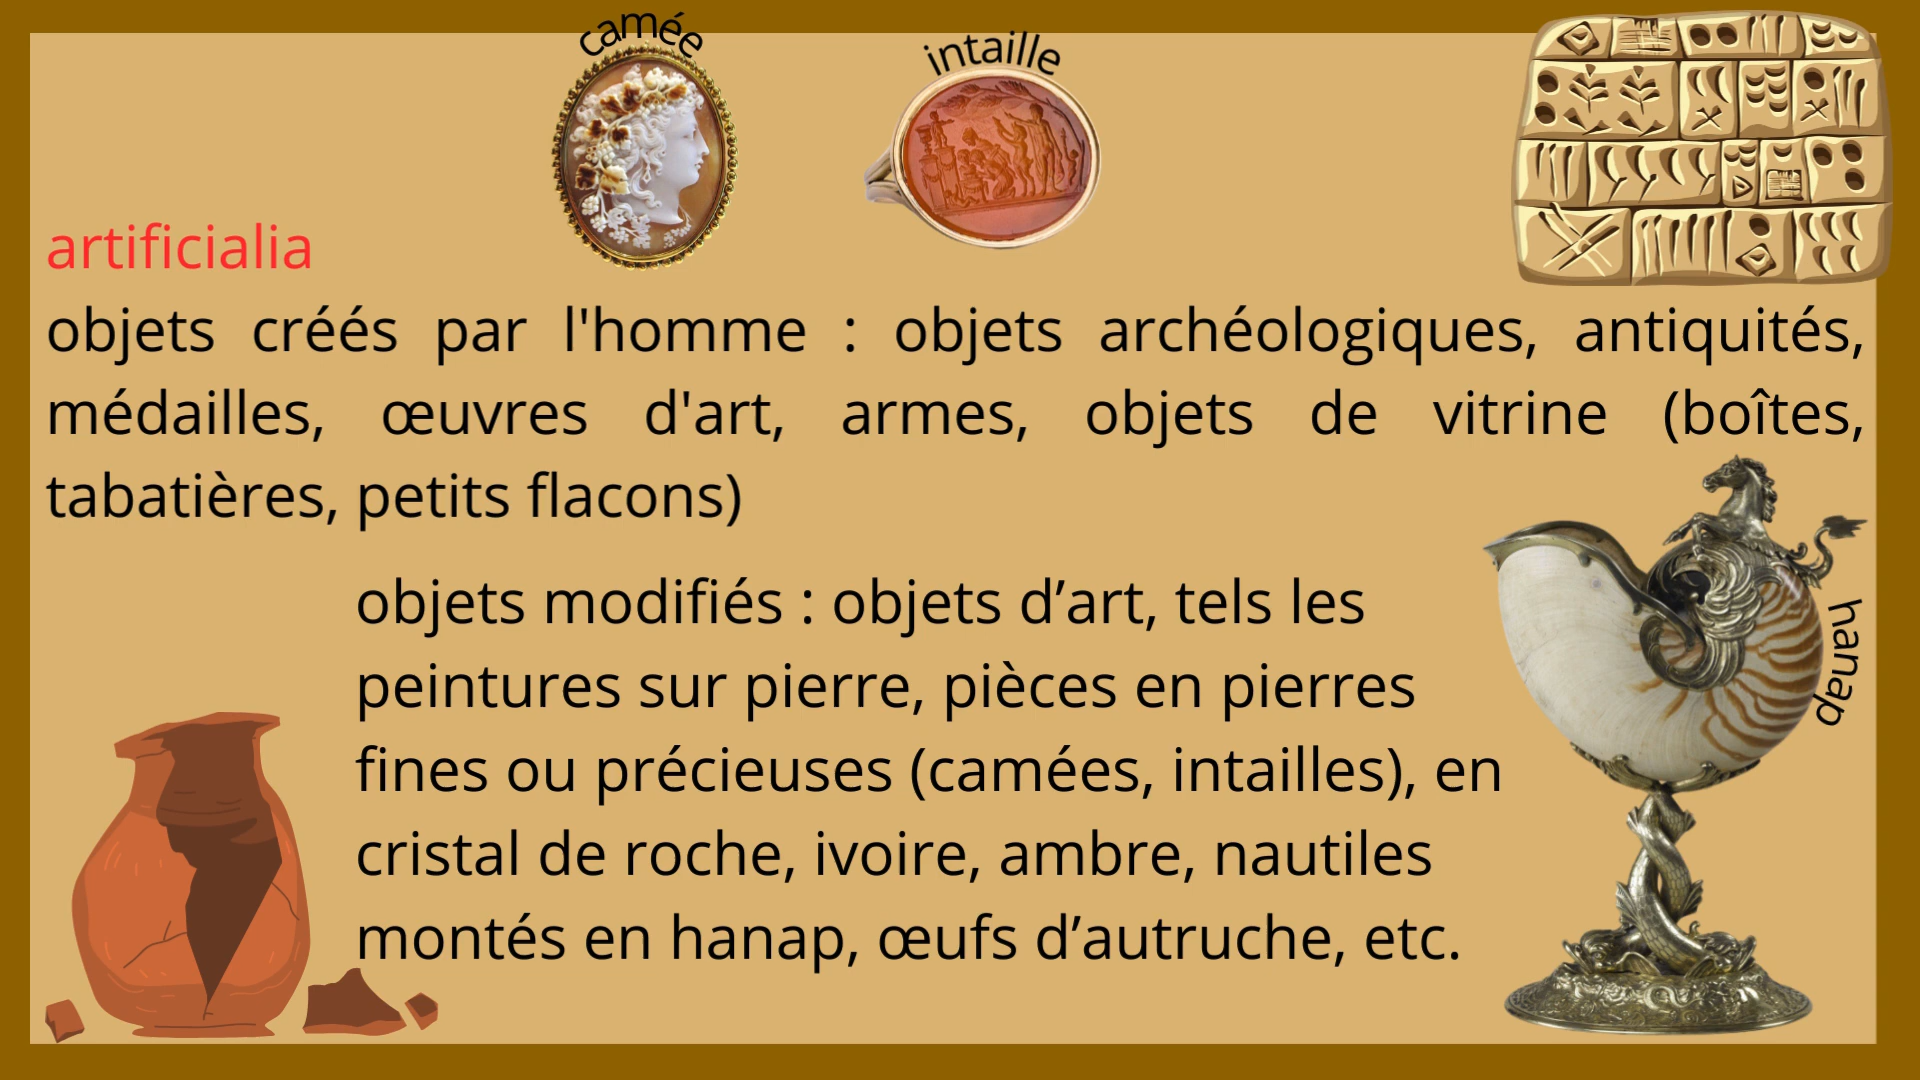 camée
intaille
artificialia
objets créés par l'homme : objets archéologiques, antiquités,
médailles, œuvres d'art, armes, objets de vitrine (boîtes,
tabatières, petits flacons)
objets modifiés : objets d’art, tels les
peintures sur pierre, pièces en pierres
fines ou précieuses (camées, intailles), en
cristal de roche, ivoire, ambre, nautiles
montés en hanap, œufs d’autruche, etc.
hanap